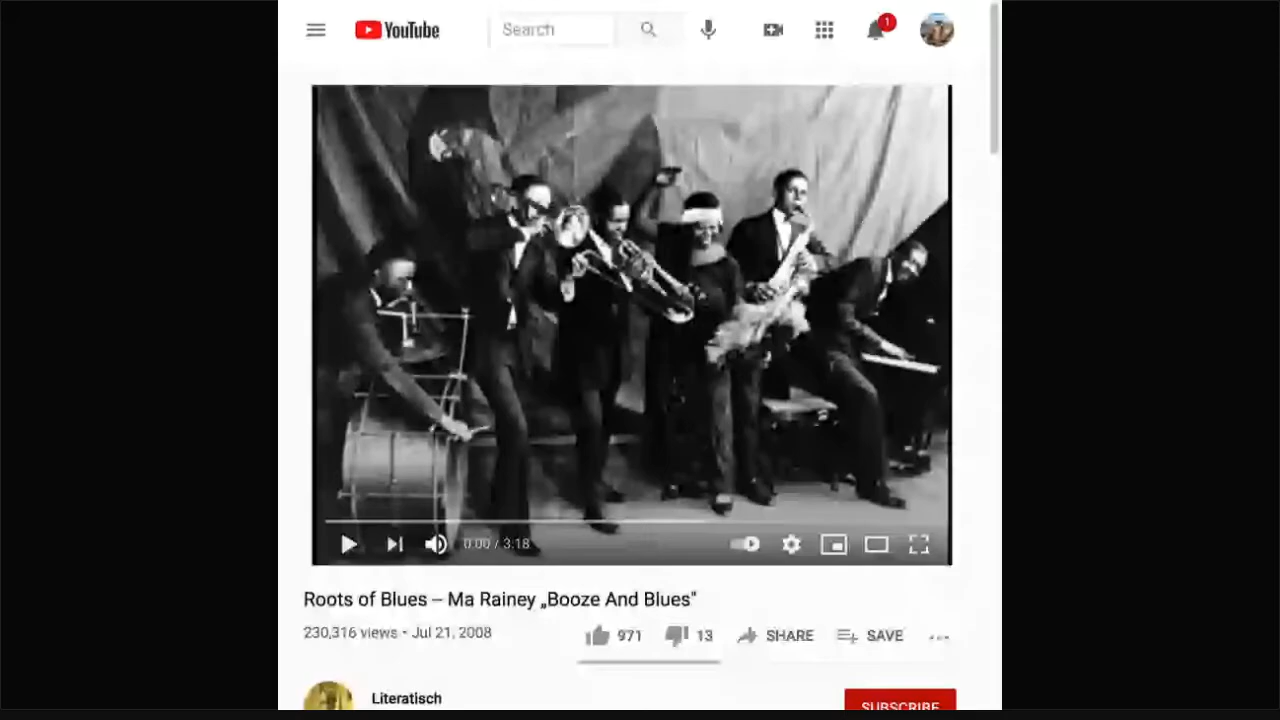 YouTube
Search
1
0:00 / 3:18
Roots of Blues – Ma Rainey „Booze And Blues"
230,316 views • Jul 21, 2008
971
13
SHARE
SAVE
Literatisch
SUBSCRIBE